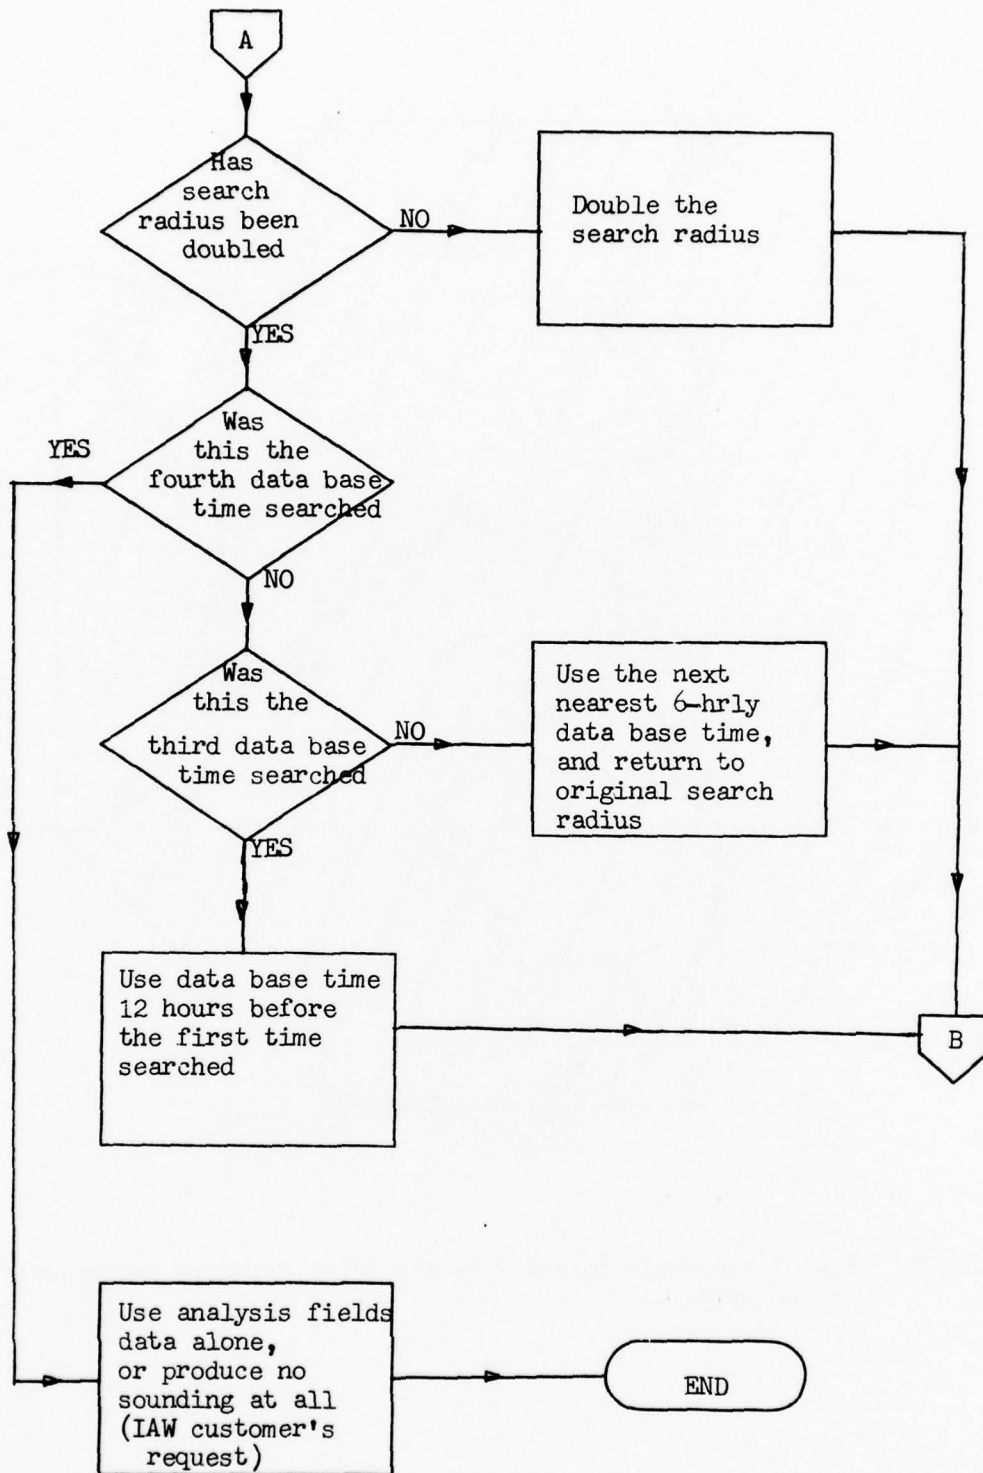 A
Has
search
radius been
doubled
NO
Double the
search radius
YES
Was
this the
fourth data base
time searched
YES
NO
Was
this the
third data base
time searched
NO
Use the next
nearest 6-hrly
data base time,
and return to
original search
radius
YES
Use data base time
12 hours before
the first time
searched
B
Use analysis fields
data alone,
or produce no
sounding at all
(IAW customer's
request)
END